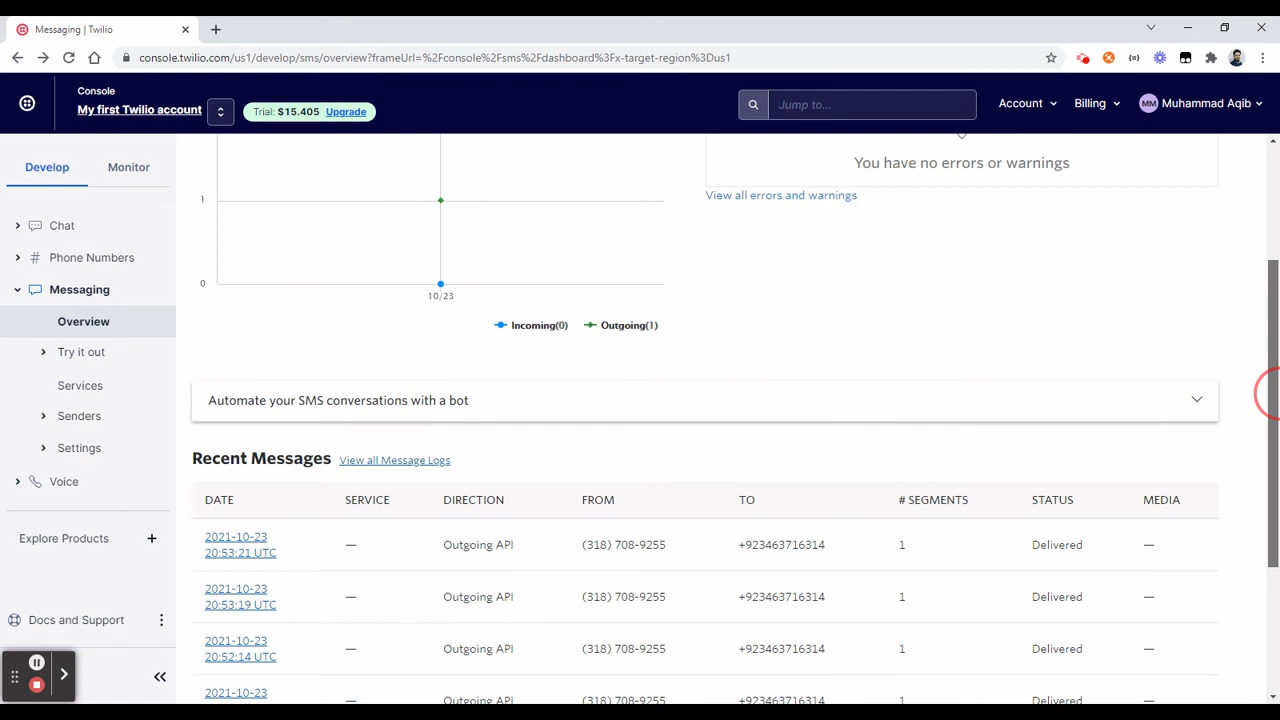 Messaging | Twilio
console.twilio.com/us1/develop/sms/overview?frameUrl=%2Fconsole%2Fsms%2Fdashboard%3Fx-target-region%3Dus1
Console
My first Twilio account
Trial: $15.405 Upgrade
Jump to...
Account
Billing
MM Muhammad Aqib
Develop
Monitor
Chat
# Phone Numbers
Messaging
Overview
Try it out
Services
Senders
Settings
Voice
Explore Products +
Docs and Support
You have no errors or warnings
View all errors and warnings
1
0
10/23
Incoming(0) Outgoing(1)
Automate your SMS conversations with a bot
Recent Messages View all Message Logs
DATE SERVICE DIRECTION FROM TO # SEGMENTS STATUS MEDIA
2021-10-23
20:53:21 UTC — Outgoing API (318) 708-9255 +923463716314 1 Delivered —
2021-10-23
20:53:19 UTC — Outgoing API (318) 708-9255 +923463716314 1 Delivered —
2021-10-23
20:52:14 UTC — Outgoing API (318) 708-9255 +923463716314 1 Delivered —
2021-10-23 — Outgoing API (318) 708-9255 +923463716314 1 Delivered —